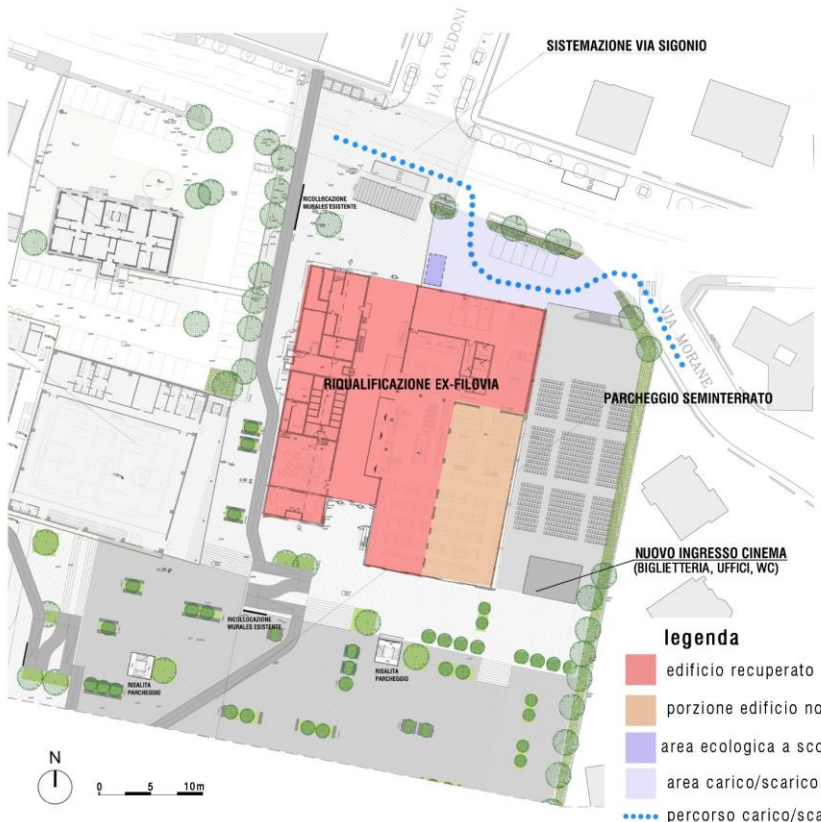 SISTEMAZIONE VIA SIGONIO
VIA CAVEDONI
RICOLLOCAZIONE
MURALES ESISTENTE
VIA MORANE
RIQUALIFICAZIONE EX-FILOVIA
PARCHEGGIO SEMINTERRATO
NUOVO INGRESSO CINEMA
(BIGLIETTERIA, UFFICI, WC)
RICOLLOCAZIONE
MURALES ESISTENTE
RISALITA
PARCHEGGIO
RISALITA
PARCHEGGIO
legenda
edificio recuperato
porzione edificio no
area ecologica a sco
area carico/scarico
percorso carico/sca
N
0 5 10m